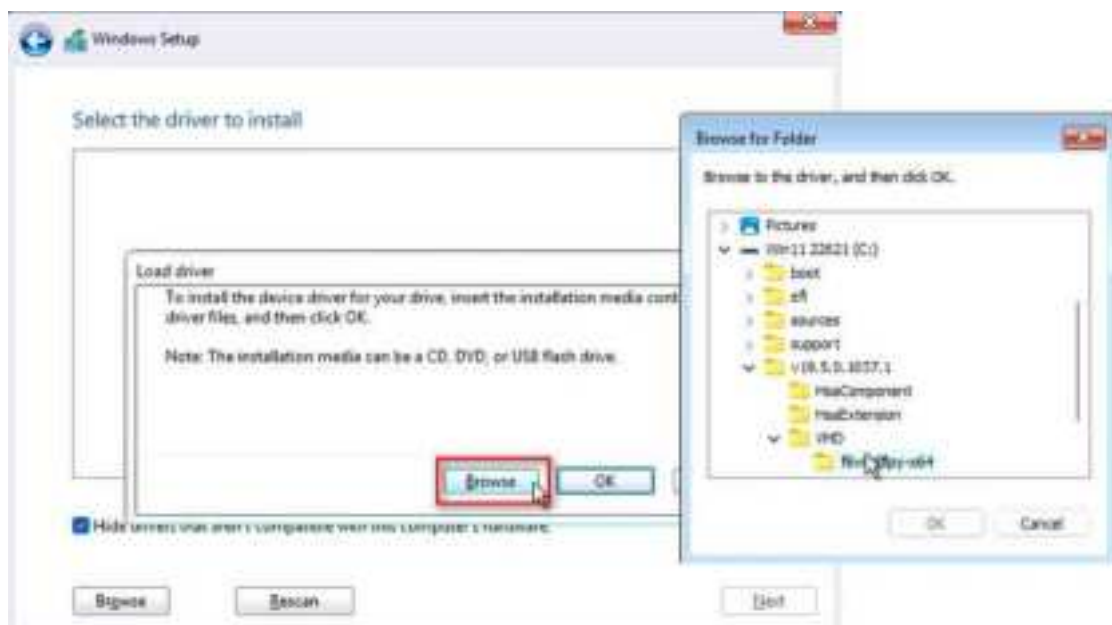 Windows Setup
Select the driver to install
Load driver
To install the device driver for your drive, insert the installation media cont
driver files, and then click OK.
Note: The installation media can be a CD, DVD, or USB flash drive.
Browse
OK
Hide drivers that aren't compatible with this computer's hardware.
Browse
Rescan
Next
Browse for Folder
Browse to the driver, and then click OK.
Pictures
Win11 22621 (C:)
boot
efi
sources
support
HsaComponent
HsaExtension
VMD
OK
Cancel